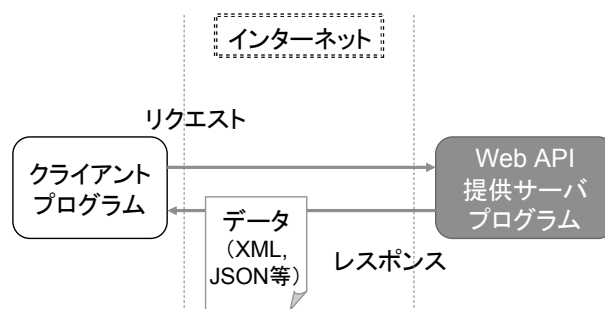 インターネット
リクエスト
クライアント
プログラム
Web API
提供サーバ
プログラム
データ
(XML,
JSON等)
レスポンス